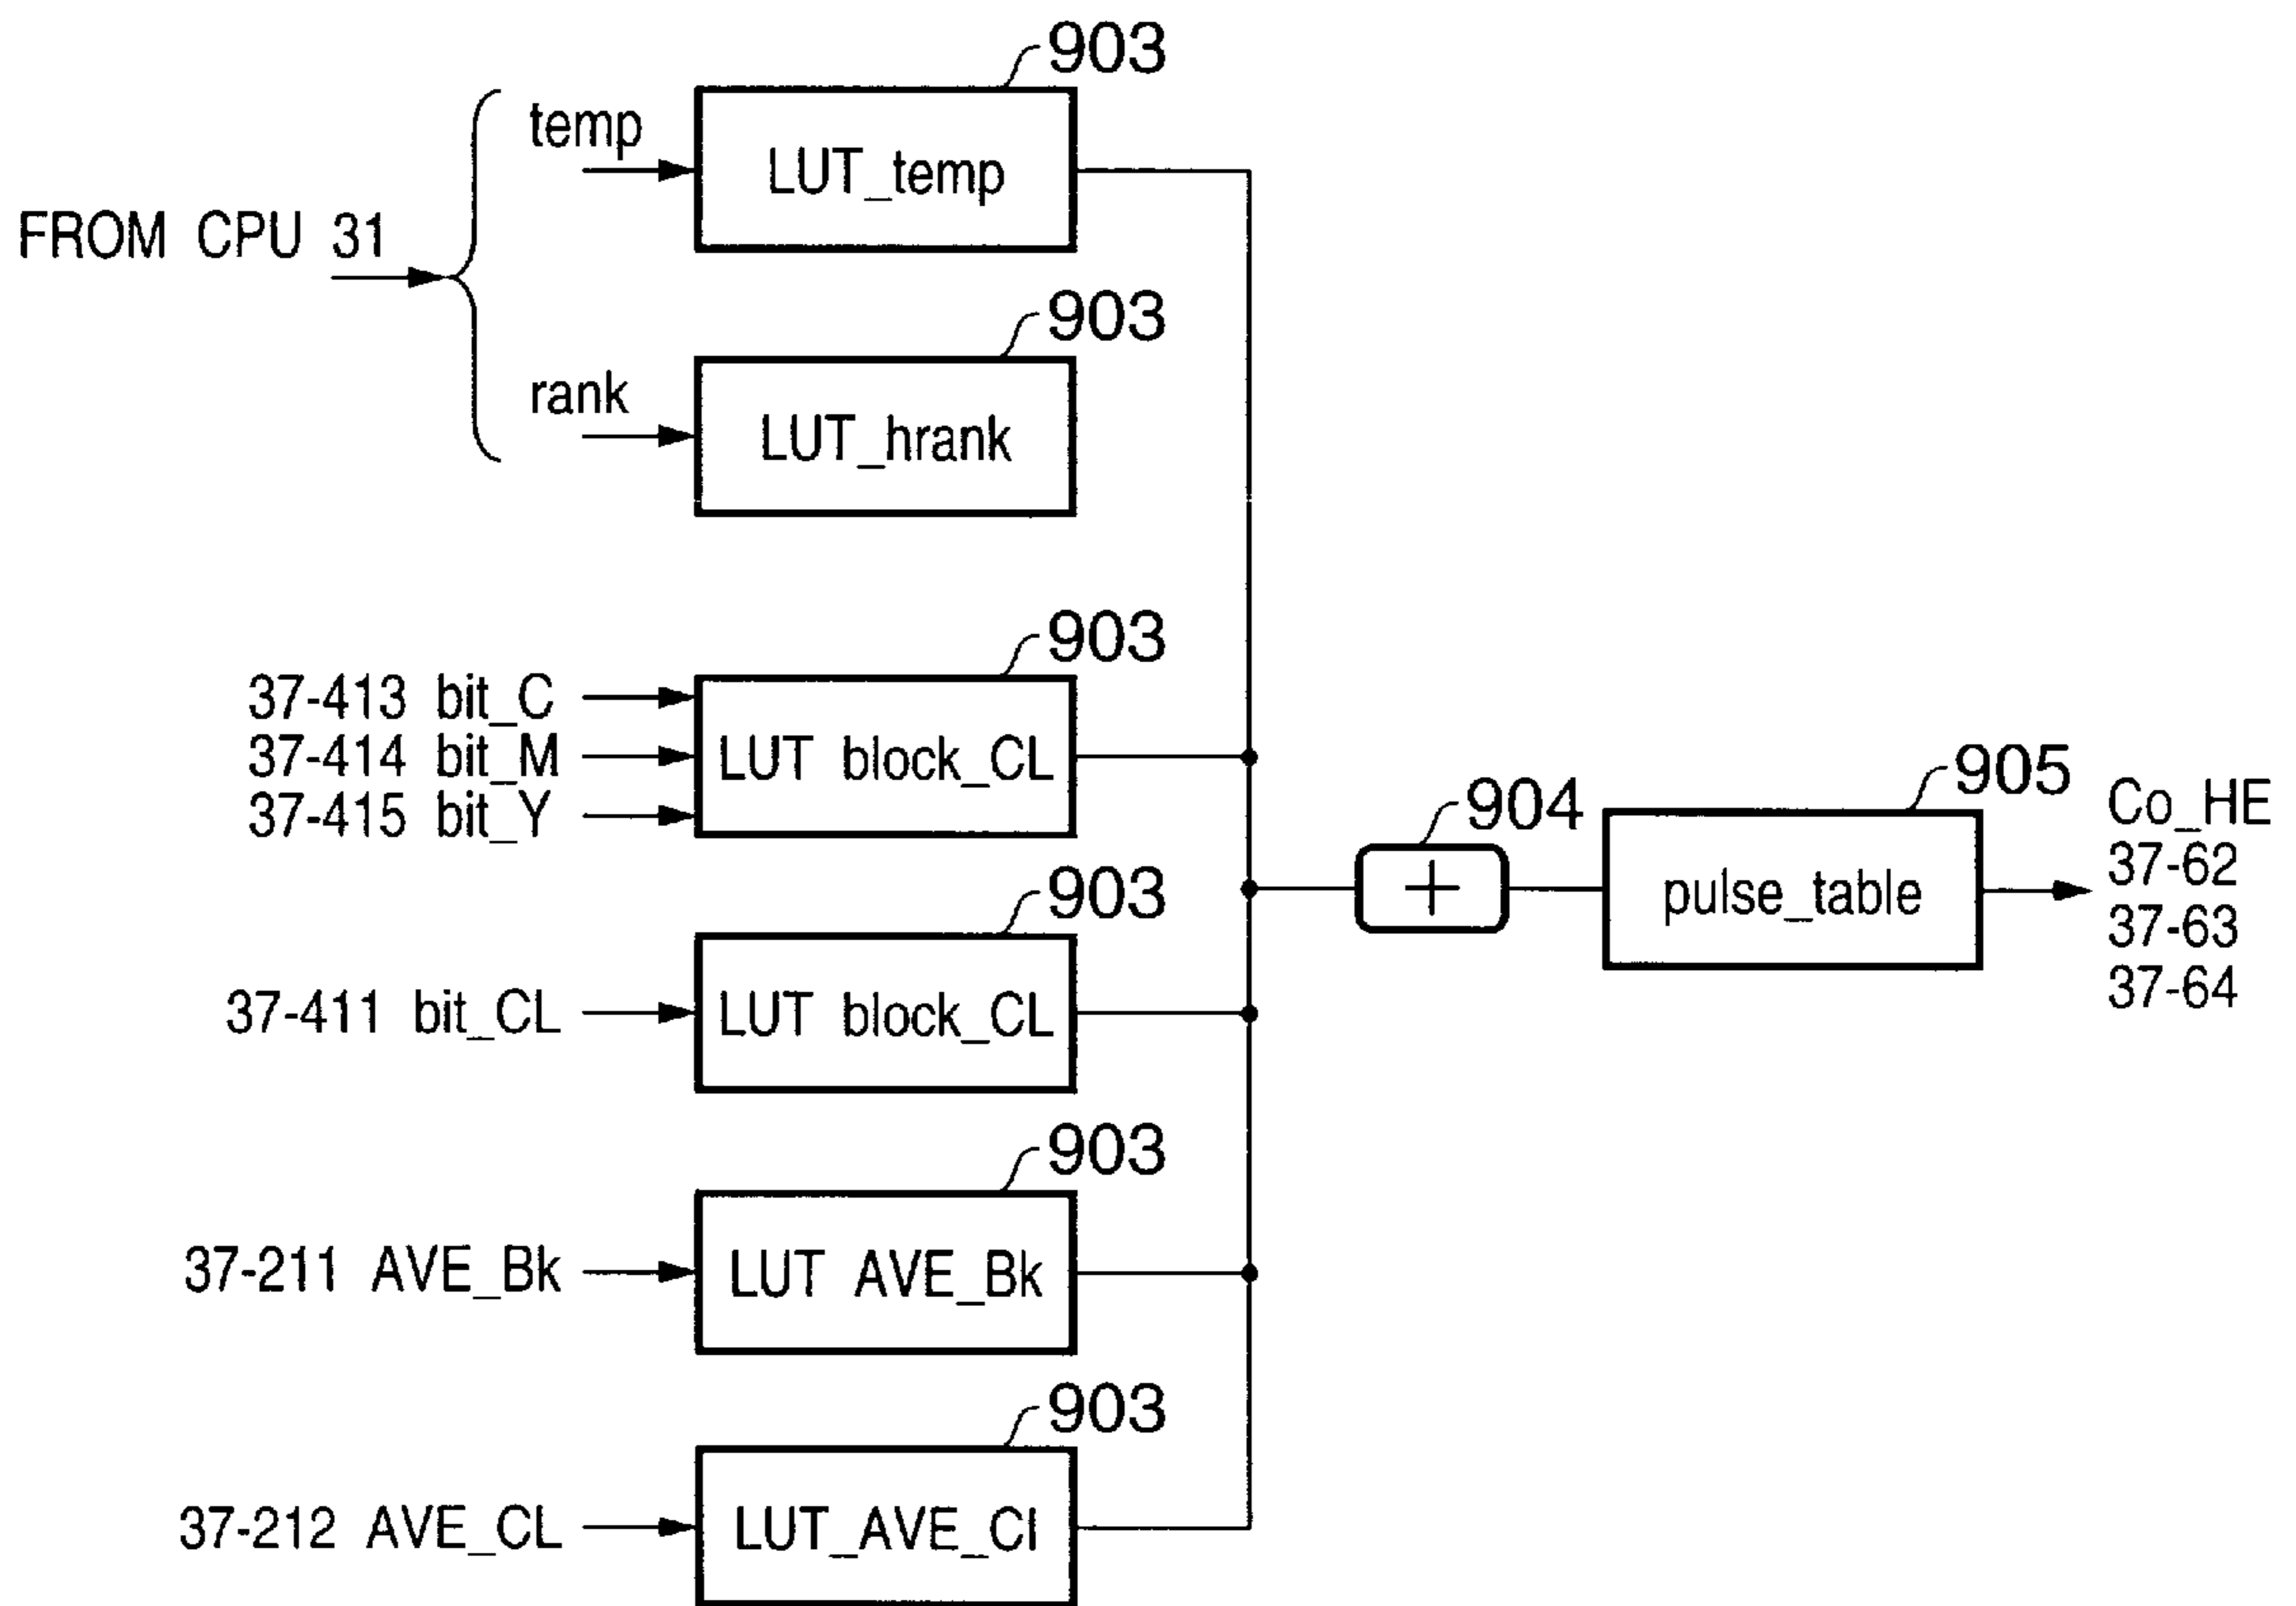 903
temp
LUT_temp
FROM CPU 31
903
rank
LUT_hrank
903
37-413 bit_C
37-414 bit_M
37-415 bit_Y
LUT block_CL
903
37-411 bit_CL
LUT block_CL
903
37-211 AVE_Bk
LUT AVE_Bk
903
37-212 AVE_CL
LUT_AVE_Cl
904
+
905
pulse_table
Co_HE
37-62
37-63
37-64